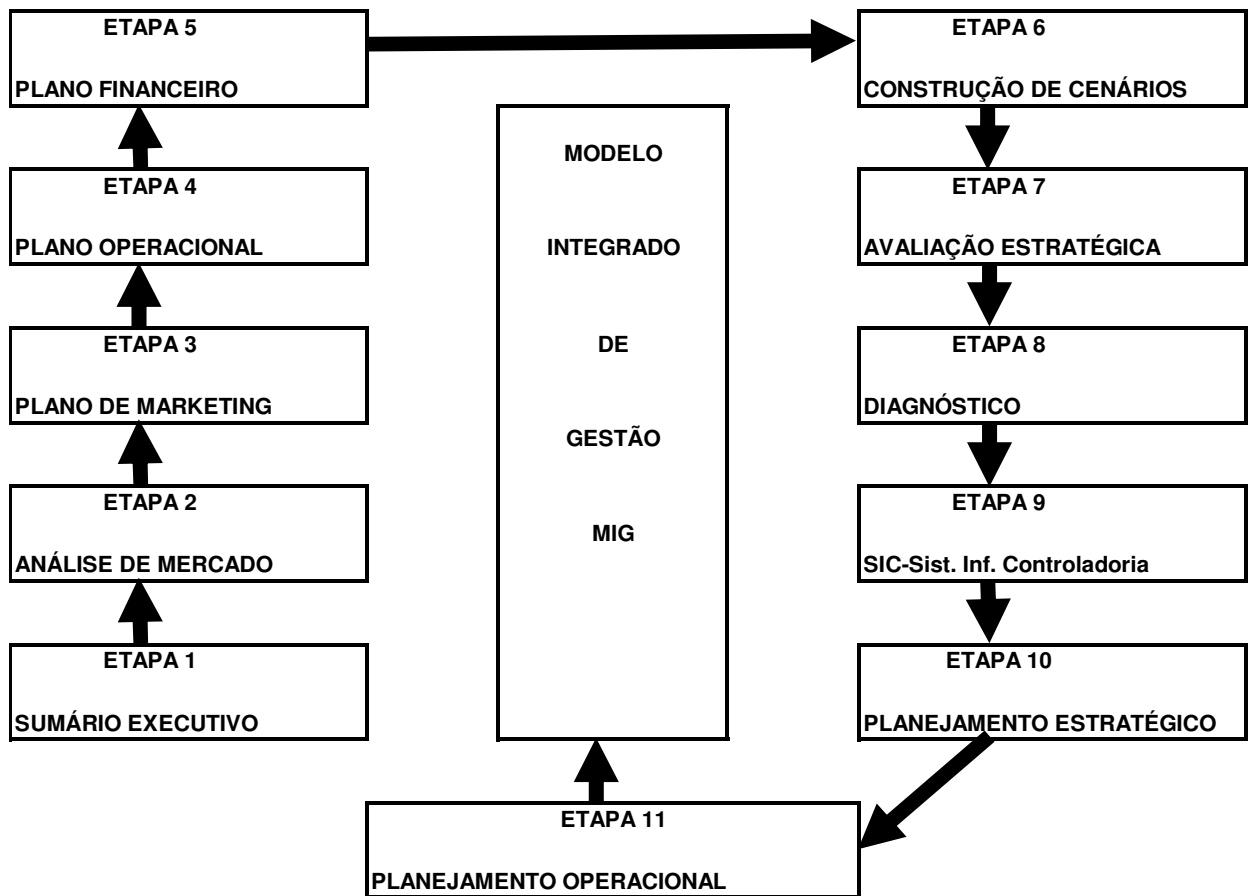 ETAPA 5
PLANO FINANCEIRO
ETAPA 4
PLANO OPERACIONAL
ETAPA 3
PLANO DE MARKETING
ETAPA 2
ANÁLISE DE MERCADO
ETAPA 1
SUMÁRIO EXECUTIVO
MODELO
INTEGRADO
DE
GESTÃO
MIG
ETAPA 6
CONSTRUÇÃO DE CENÁRIOS
ETAPA 7
AVALIAÇÃO ESTRATÉGICA
ETAPA 8
DIAGNÓSTICO
ETAPA 9
SIC-Sist. Inf. Controladoria
ETAPA 10
PLANEJAMENTO ESTRATÉGICO
ETAPA 11
PLANEJAMENTO OPERACIONAL